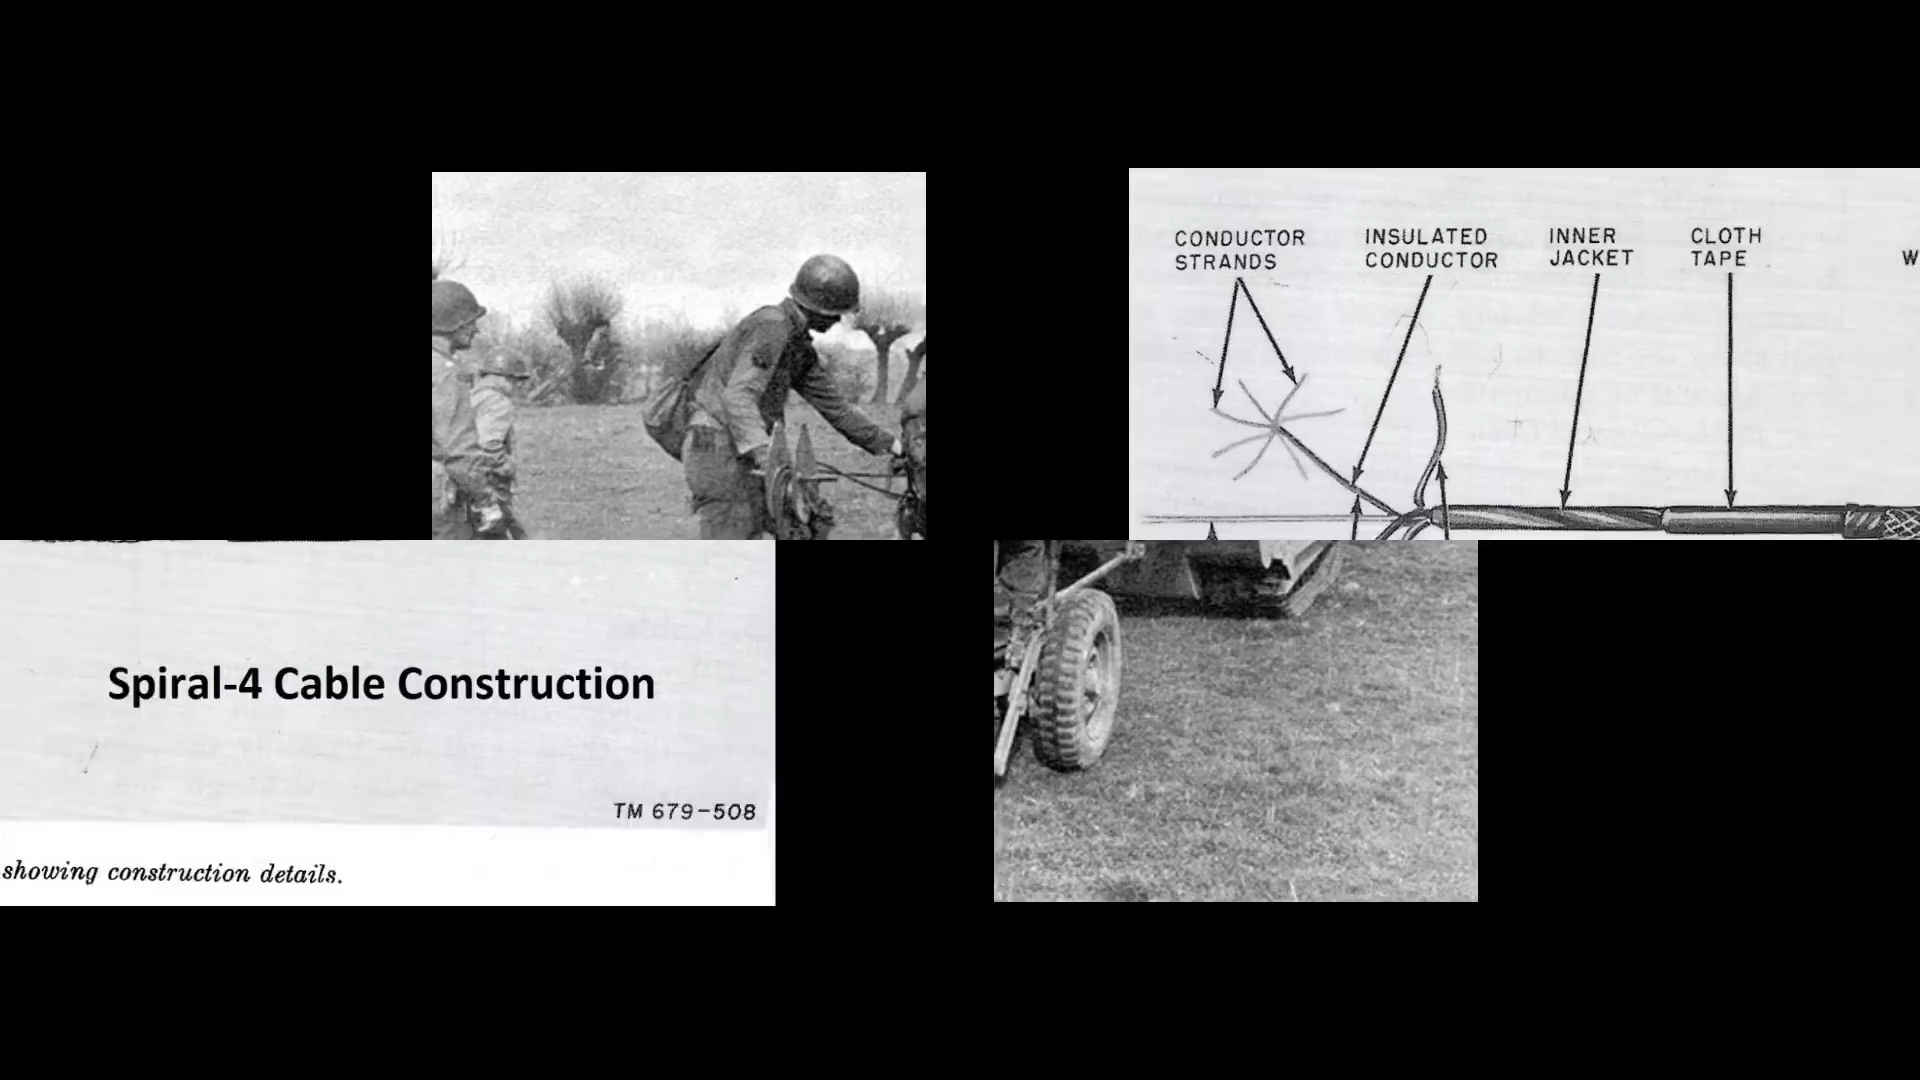 CONDUCTOR STRANDS
INSULATED CONDUCTOR
INNER JACKET
CLOTH TAPE
W
Spiral-4 Cable Construction
TM 679-508
showing construction details.